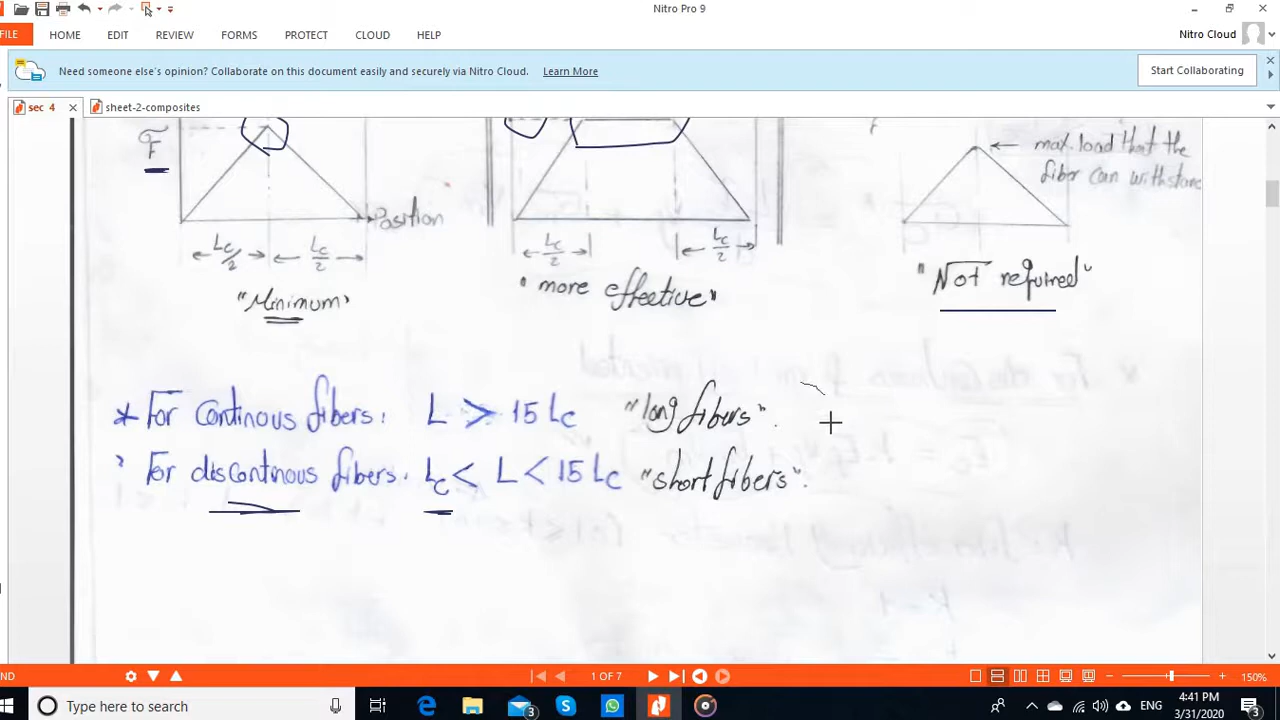 Nitro Pro 9
FILE HOME EDIT REVIEW FORMS PROTECT CLOUD HELP Nitro Cloud
Need someone else's opinion? Collaborate on this document easily and securely via Nitro Cloud. Learn More Start Collaborating
sec 4 sheet-2-composites
max. load that the
fiber can withstand
σF
Position
Lc/2 Lc/2
Lc/2 Lc/2
"Minimum"
"more effective"
"Not required"
* For Continous fibers: L > 15 Lc "long fibers".
For discontinous fibers. Lc < L < 15 Lc "short fibers".
1 OF 7
150%
Type here to search
3
ENG
4:41 PM
3/31/2020
3